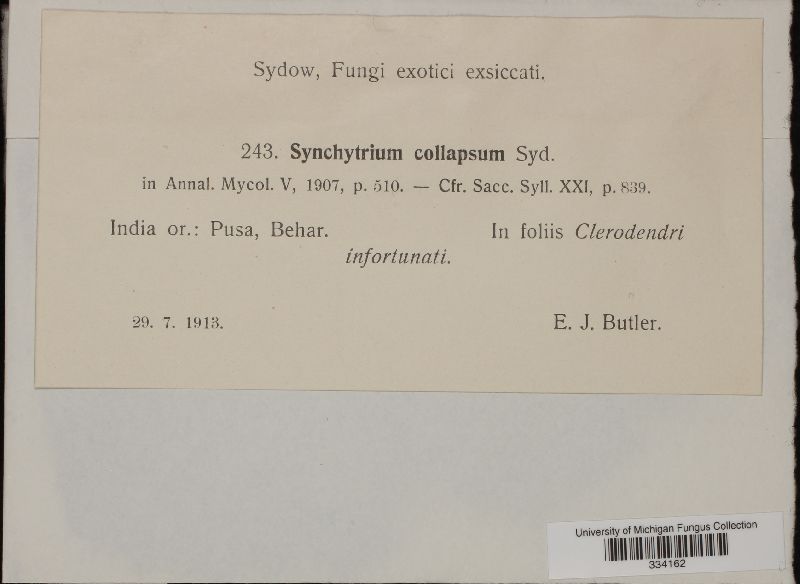 Sydow, Fungi exotici exsiccati.
243. Synchytrium collapsum Syd.
in Annal. Mycol. V, 1907, p. 510. — Cfr. Sacc. Syll. XXI, p. 839.
India or.: Pusa, Behar. In foliis Clerodendri
infortunati.
29. 7. 1913. E. J. Butler.
University of Michigan Fungus Collection
334162